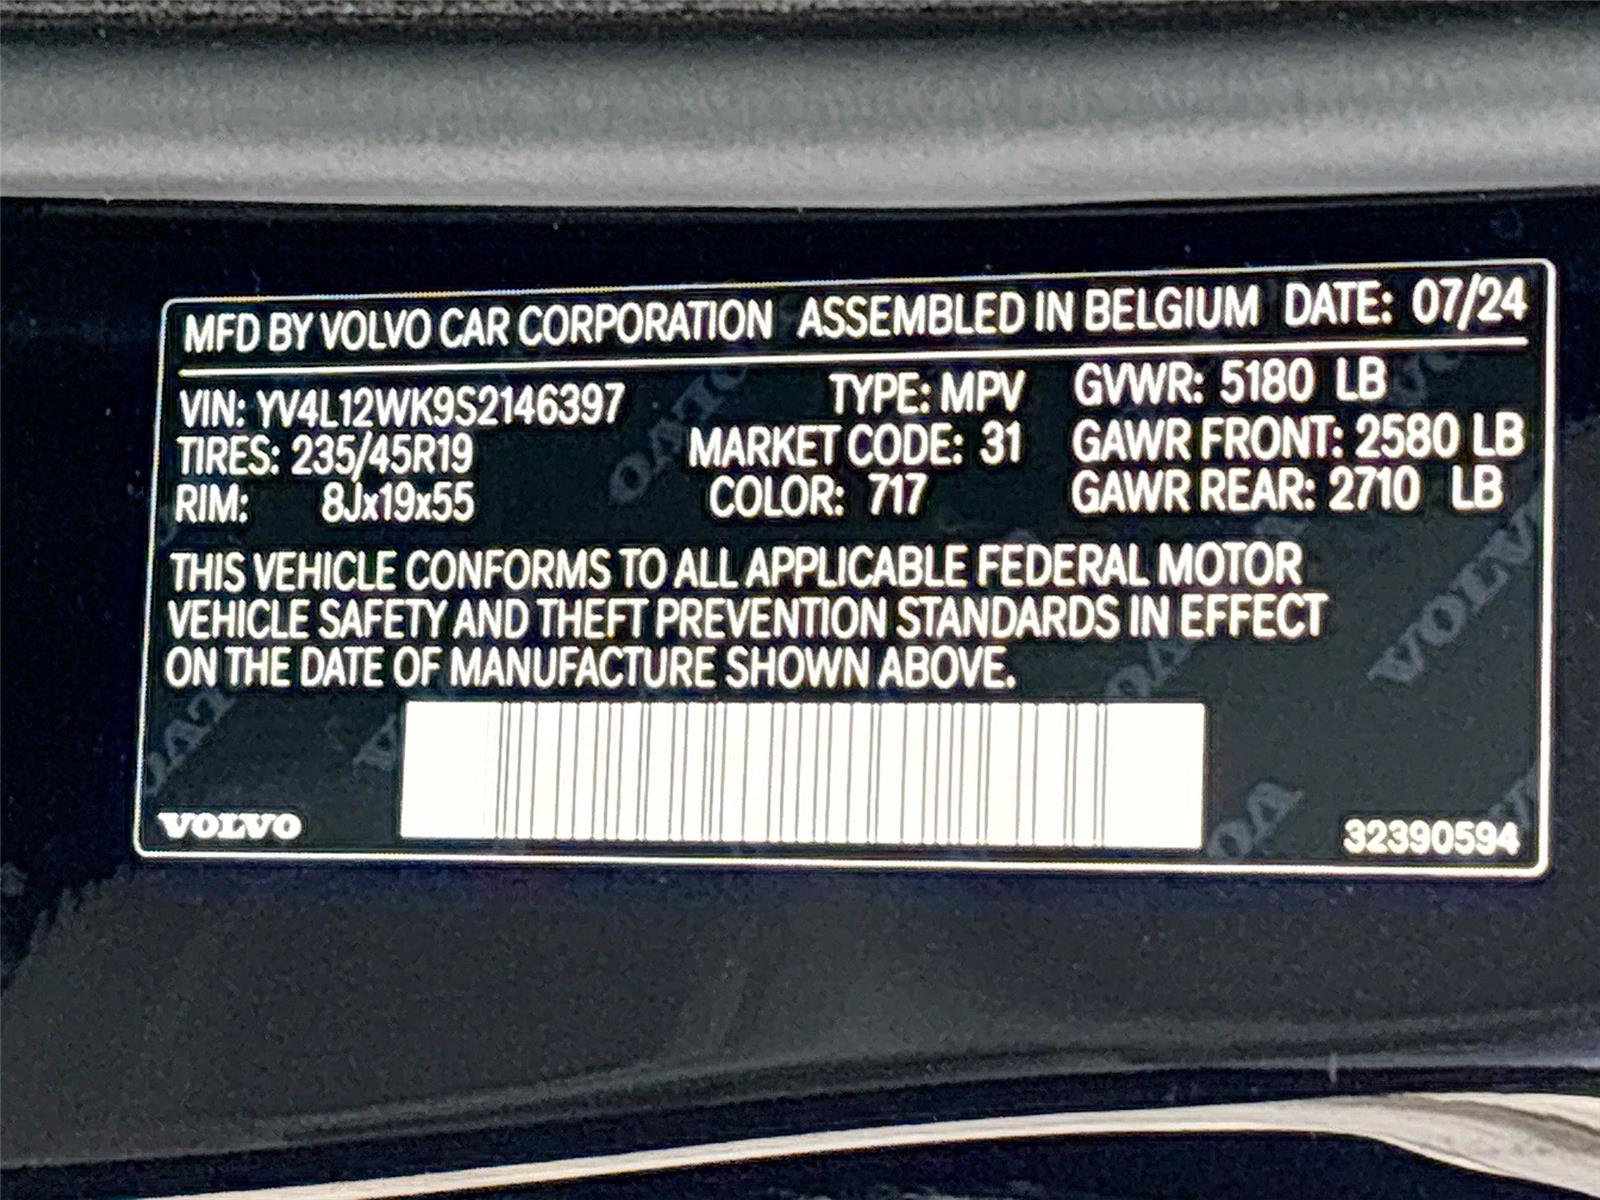 MFD BY VOLVO CAR CORPORATION ASSEMBLED IN BELGIUM DATE: 07/24
VIN: YV4L12WK9S2146397 TYPE: MPV GVWR: 5180 LB
TIRES: 235/45R19 MARKET CODE: 31 GAWR FRONT: 2580 LB
RIM: 8Jx19x55 COLOR: 717 GAWR REAR: 2710 LB
THIS VEHICLE CONFORMS TO ALL APPLICABLE FEDERAL MOTOR
VEHICLE SAFETY AND THEFT PREVENTION STANDARDS IN EFFECT
ON THE DATE OF MANUFACTURE SHOWN ABOVE.
VOLVO 32390594